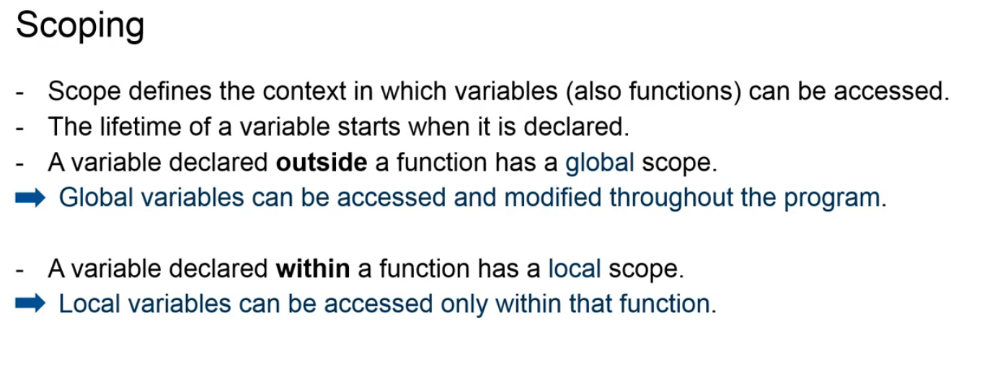 Scoping
- Scope defines the context in which variables (also functions) can be accessed.
- The lifetime of a variable starts when it is declared.
- A variable declared outside a function has a global scope.
➡ Global variables can be accessed and modified throughout the program.
- A variable declared within a function has a local scope.
➡ Local variables can be accessed only within that function.